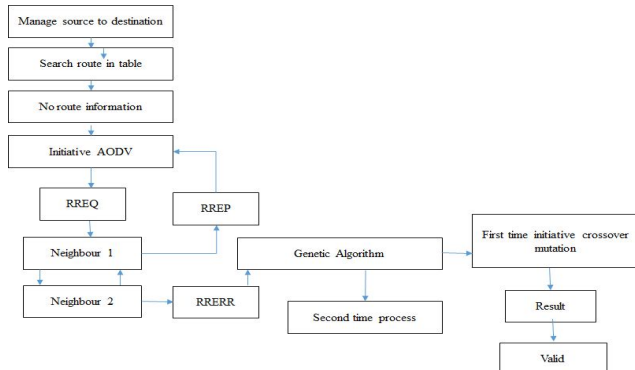 Manage source to destination
Search route in table
No route information
Initiative AODV
RREQ
RREP
Neighbour 1
Neighbour 2
RRERR
Genetic Algorithm
Second time process
First time initiative crossover
mutation
Result
Valid